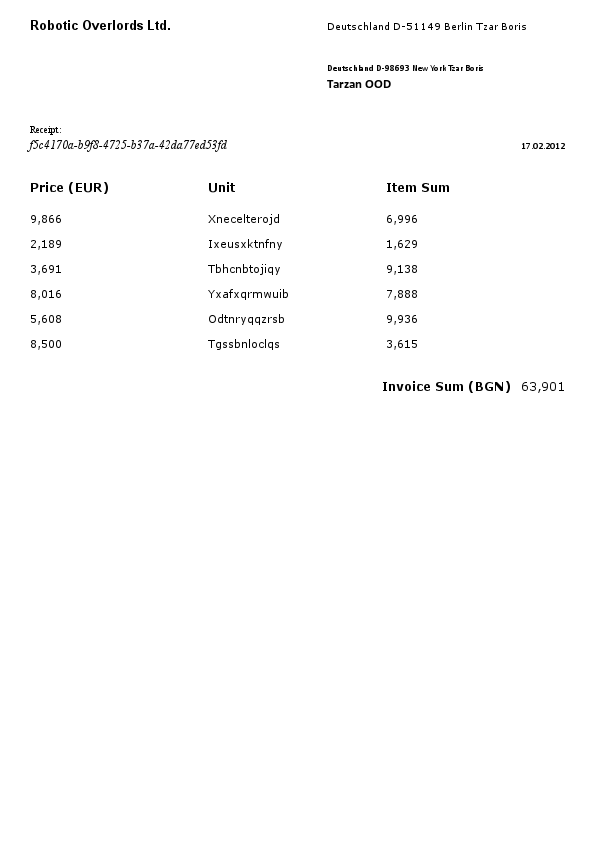 Robotic Overlords Ltd.
Deutschland D-51149 Berlin Tzar Boris
Deutschland D-98693 New York Tzar Boris
Tarzan OOD
Receipt:
f5c4170a-b9f8-4725-b37a-42da77ed53fd
17.02.2012
Price (EUR) Unit Item Sum
9,866 Xnecelterojd 6,996
2,189 Ixeusxktnfny 1,629
3,691 Tbhcnbtojiqy 9,138
8,016 Yxafxqrmwuib 7,888
5,608 Odtnryqqzrsb 9,936
8,500 Tgssbnloclqs 3,615
Invoice Sum (BGN) 63,901